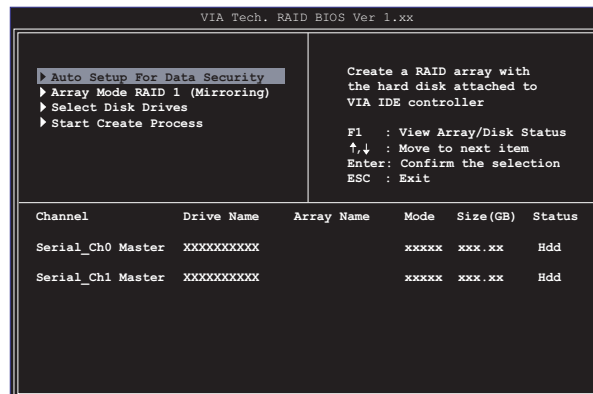 VIA Tech. RAID BIOS Ver 1.xx
Auto Setup For Data Security
Array Mode RAID 1 (Mirroring)
Select Disk Drives
Start Create Process
Create a RAID array with
the hard disk attached to
VIA IDE controller
F1 : View Array/Disk Status
↑,↓ : Move to next item
Enter: Confirm the selection
ESC : Exit
Channel Drive Name Array Name Mode Size(GB) Status
Serial_Ch0 Master XXXXXXXXXX xxxxx xxx.xx Hdd
Serial_Ch1 Master XXXXXXXXXX xxxxx xxx.xx Hdd